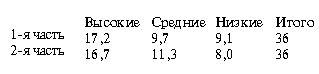 Высокие Средние Низкие Итого
1-я часть 17,2 9,7 9,1 36
2-я часть 16,7 11,3 8,0 36